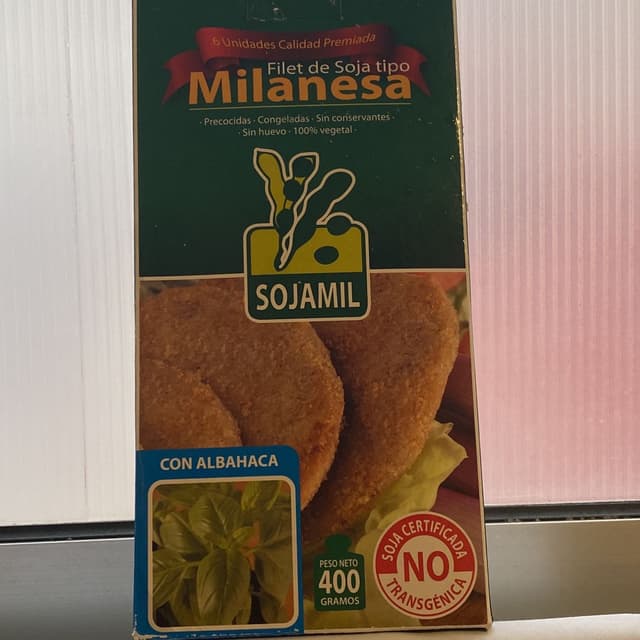 6 Unidades Calidad Premiada
Filet de Soja tipo
Milanesa
· Precocidas · Congeladas · Sin conservantes ·
· Sin huevo · 100% vegetal ·
SOJAMIL
CON ALBAHACA
PESO NETO
400
GRAMOS
SOJA CERTIFICADA
NO
TRANSGÉNICA